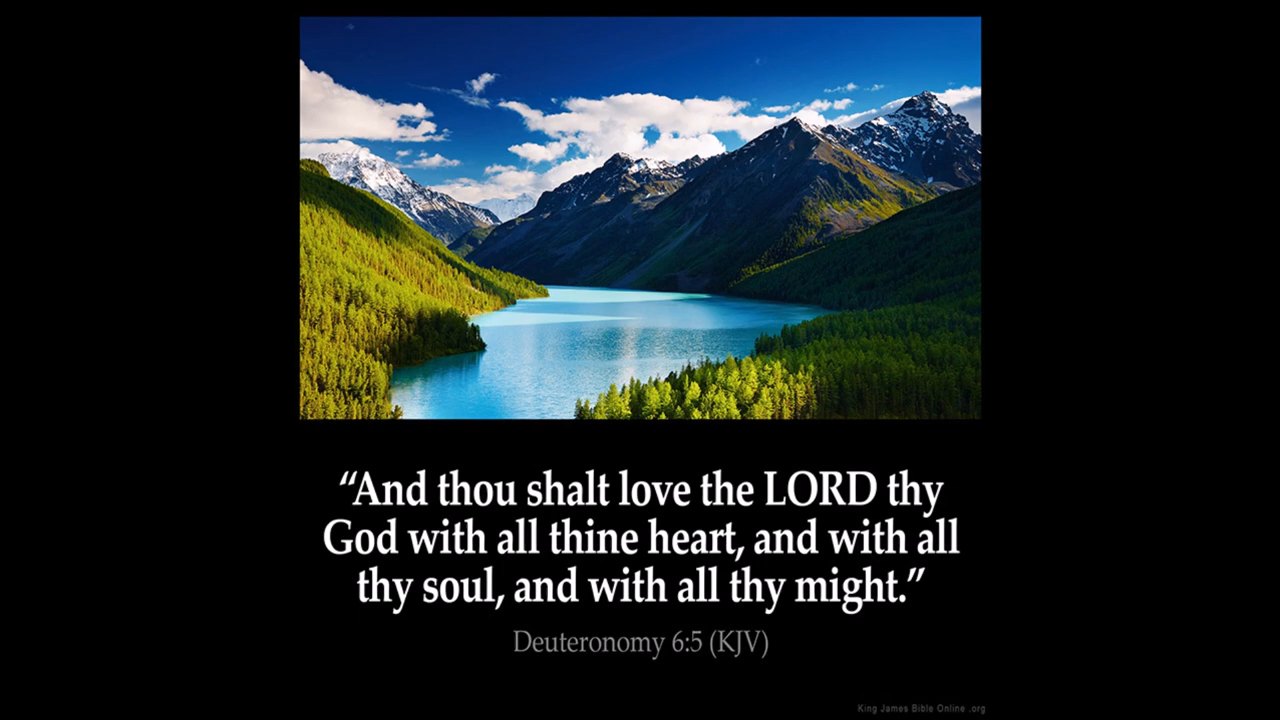 “And thou shalt love the LORD thy
God with all thine heart, and with all
thy soul, and with all thy might.”
Deuteronomy 6:5 (KJV)
King James Bible Online .org